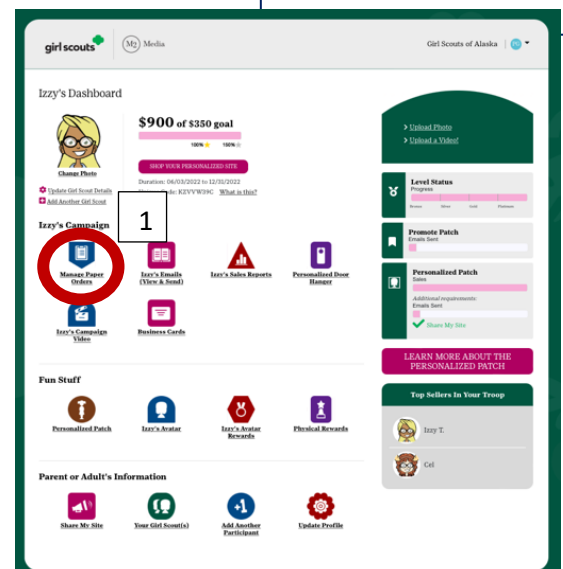 girl scouts
M2 Media
Girl Scouts of Alaska
Izzy's Dashboard
$900 of $350 goal
100% 150%
SHOP YOUR PERSONALIZED SITE
Change Photo
Duration: 06/03/2022 to 12/30/2022
Code: KZVVW39C What is this?
Update Girl Scout Details
Add Another Girl Scout
Izzy's Campaign
1
Manage Paper Orders
Izzy's Emails (View & Send)
Izzy's Sales Reports
Personalized Door Hanger
Izzy's Campaign Video
Business Cards
Fun Stuff
Personalized Patch
Izzy's Avatar
Izzy's Avatar Rewards
Physical Rewards
Parent or Adult's Information
+1
Share My Site
Your Girl Scout(s)
Add Another Participant
Update Profile
> Upload Photo
> Upload a Video!
Level Status
Progress
Bronze Silver Gold Platinum
Promote Patch
Emails Sent
Personalized Patch
Sales
Additional requirements:
Emails Sent
Share My Site
LEARN MORE ABOUT THE
PERSONALIZED PATCH
Top Sellers In Your Troop
Izzy T.
Cel